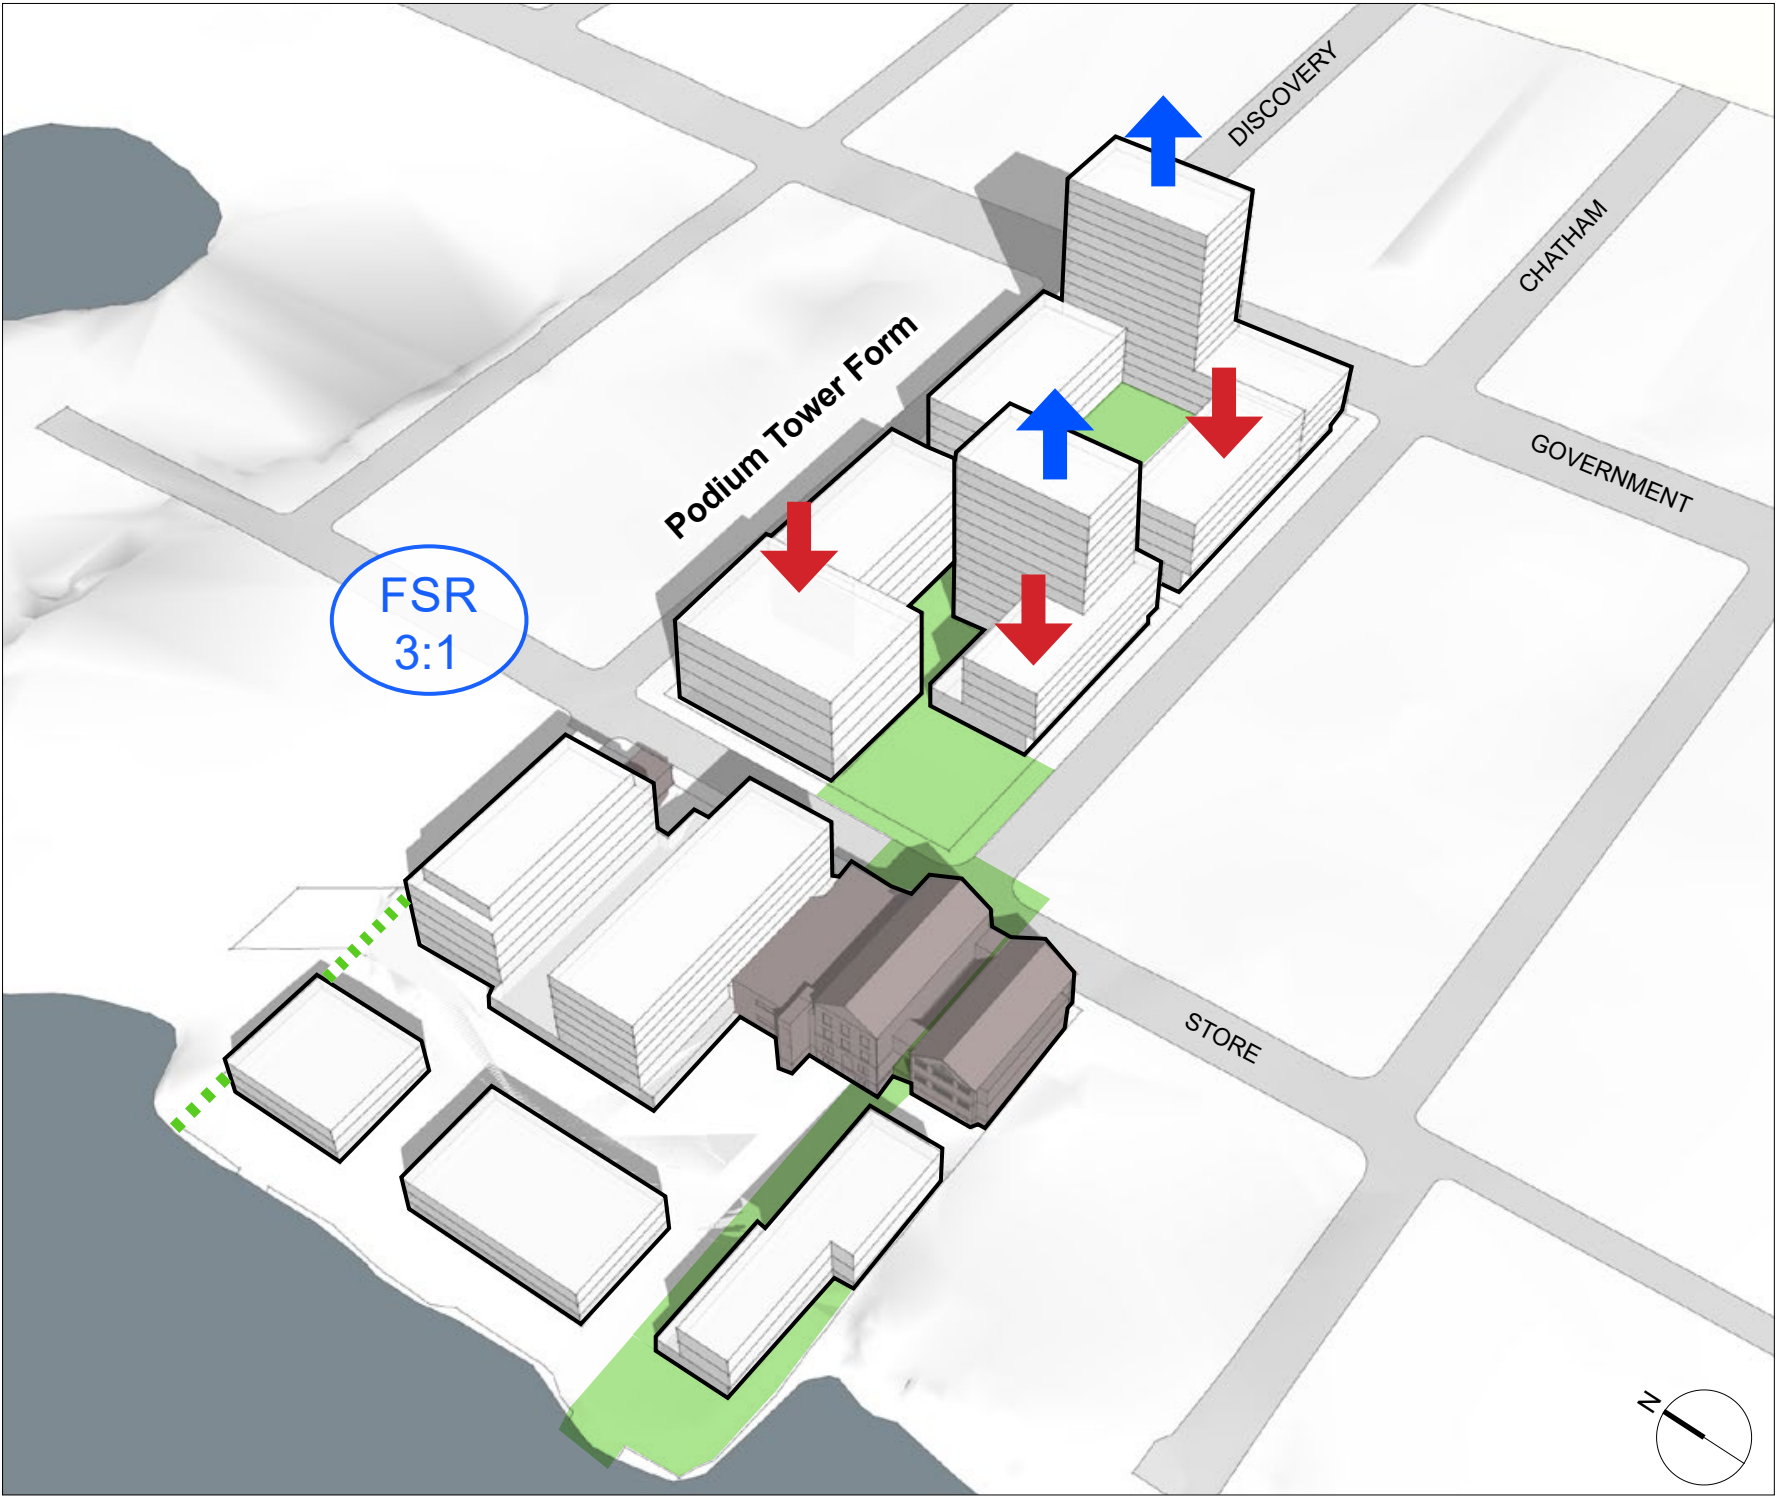 DISCOVERY
CHATHAM
Podium Tower Form
GOVERNMENT
FSR
3:1
STORE
N